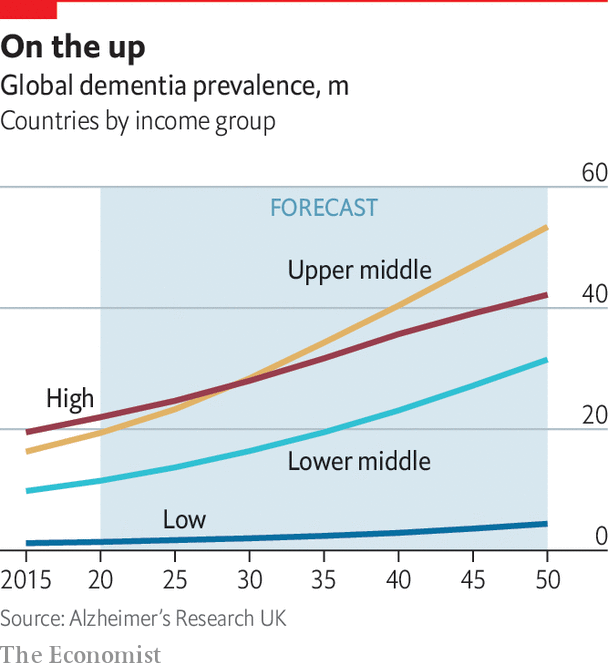 On the up
Global dementia prevalence, m
Countries by income group
60
FORECAST
Upper middle
40
High
20
Lower middle
Low
0
2015 20 25 30 35 40 45 50
Source: Alzheimer’s Research UK
The Economist